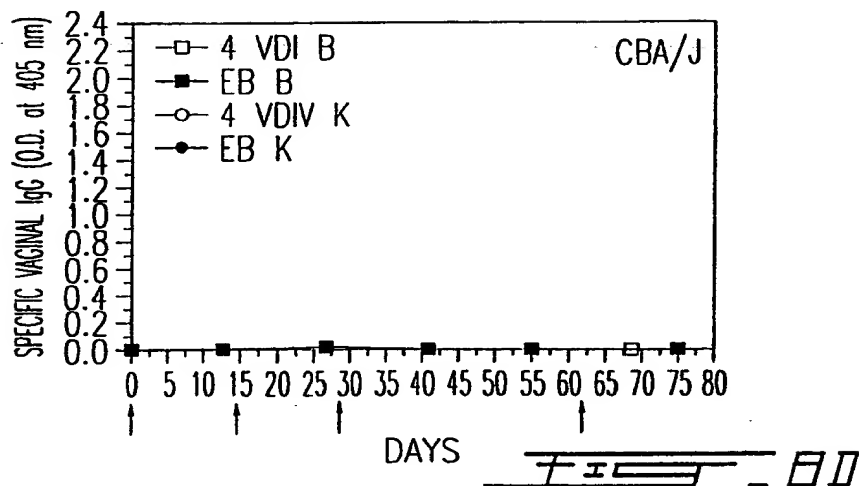 SPECIFIC VAGINAL IgG (O.D. at 405 nm)
2.4
2.2
2.0
1.8
1.6
1.4
1.2
1.0
0.8
0.6
0.4
0.2
0.0
4 VDI B
EB B
4 VDIV K
EB K
CBA/J
0 5 10 15 20 25 30 35 40 45 50 55 60 65 70 75 80
DAYS
FIG - 8D